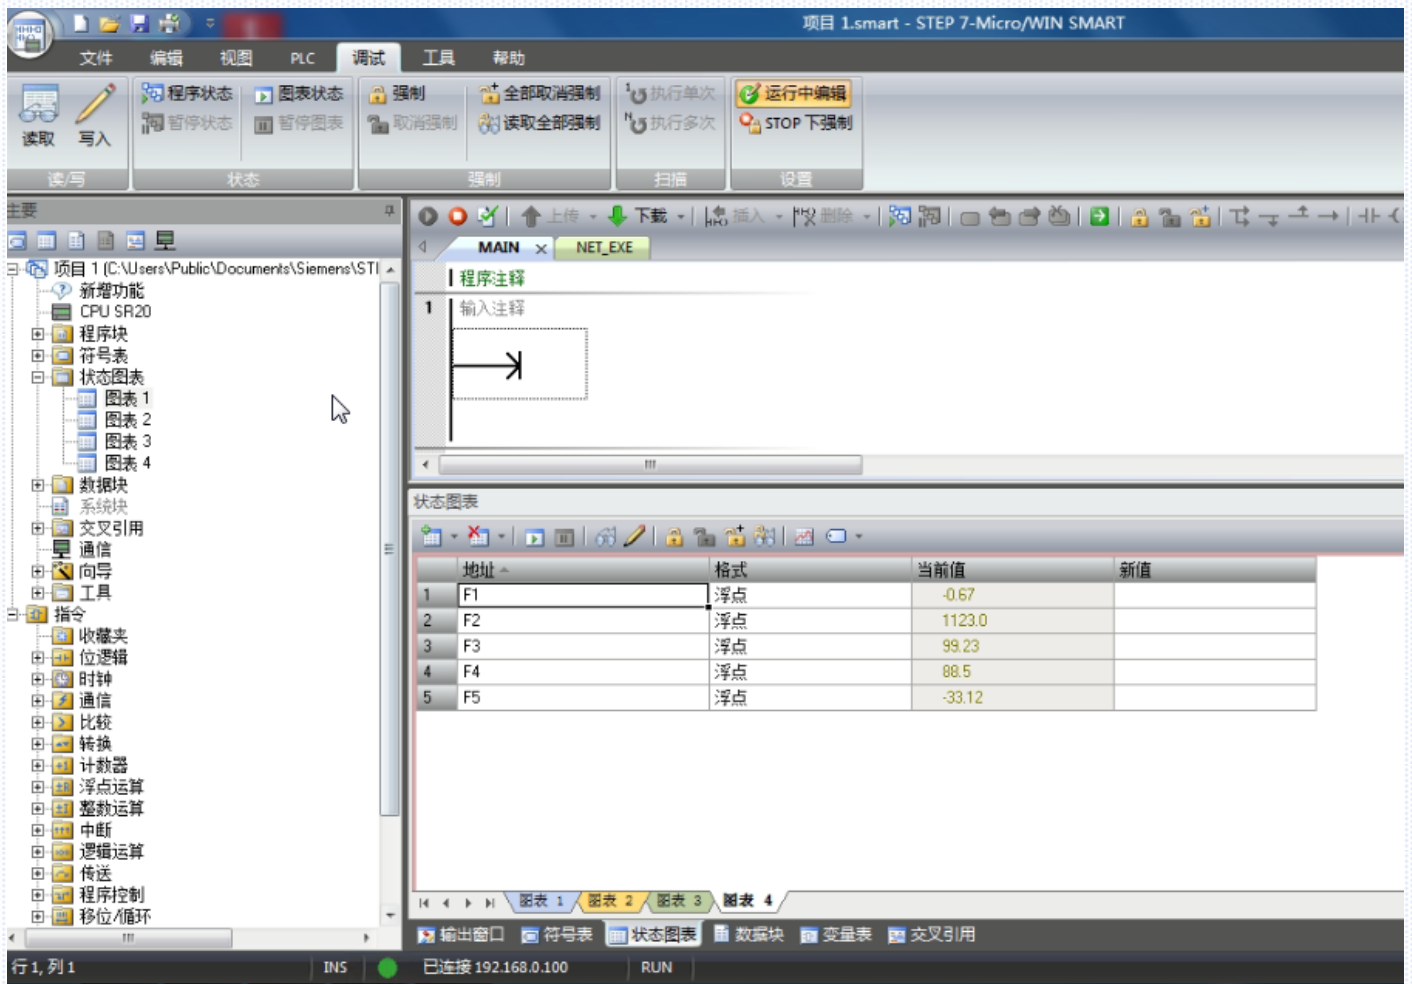 项目 1.smart - STEP 7-Micro/WIN SMART
文件 编辑 视图 PLC 调试 工具 帮助
读取 写入
程序状态 图表状态
暂停状态 暂停图表
强制 全部取消强制
取消强制 读取全部强制
执行单次
执行多次
运行中编辑
STOP 下强制
读/写 状态 强制 扫描 设置
主要
项目 1 (C:\Users\Public\Documents\Siemens\STI
新增功能
CPU SR20
程序块
符号表
状态图表
图表 1
图表 2
图表 3
图表 4
数据块
系统块
交叉引用
通信
向导
工具
指令
收藏夹
位逻辑
时钟
通信
比较
转换
计数器
浮点运算
整数运算
中断
逻辑运算
传送
程序控制
移位/循环
上传 下载 插入 删除
MAIN NET_EXE
程序注释
1 输入注释
状态图表
地址 格式 当前值 新值
1 F1 浮点 -0.67
2 F2 浮点 1123.0
3 F3 浮点 99.23
4 F4 浮点 88.5
5 F5 浮点 -33.12
图表 1 图表 2 图表 3 图表 4
输出窗口 符号表 状态图表 数据块 变量表 交叉引用
行 1, 列 1 INS 已连接 192.168.0.100 RUN